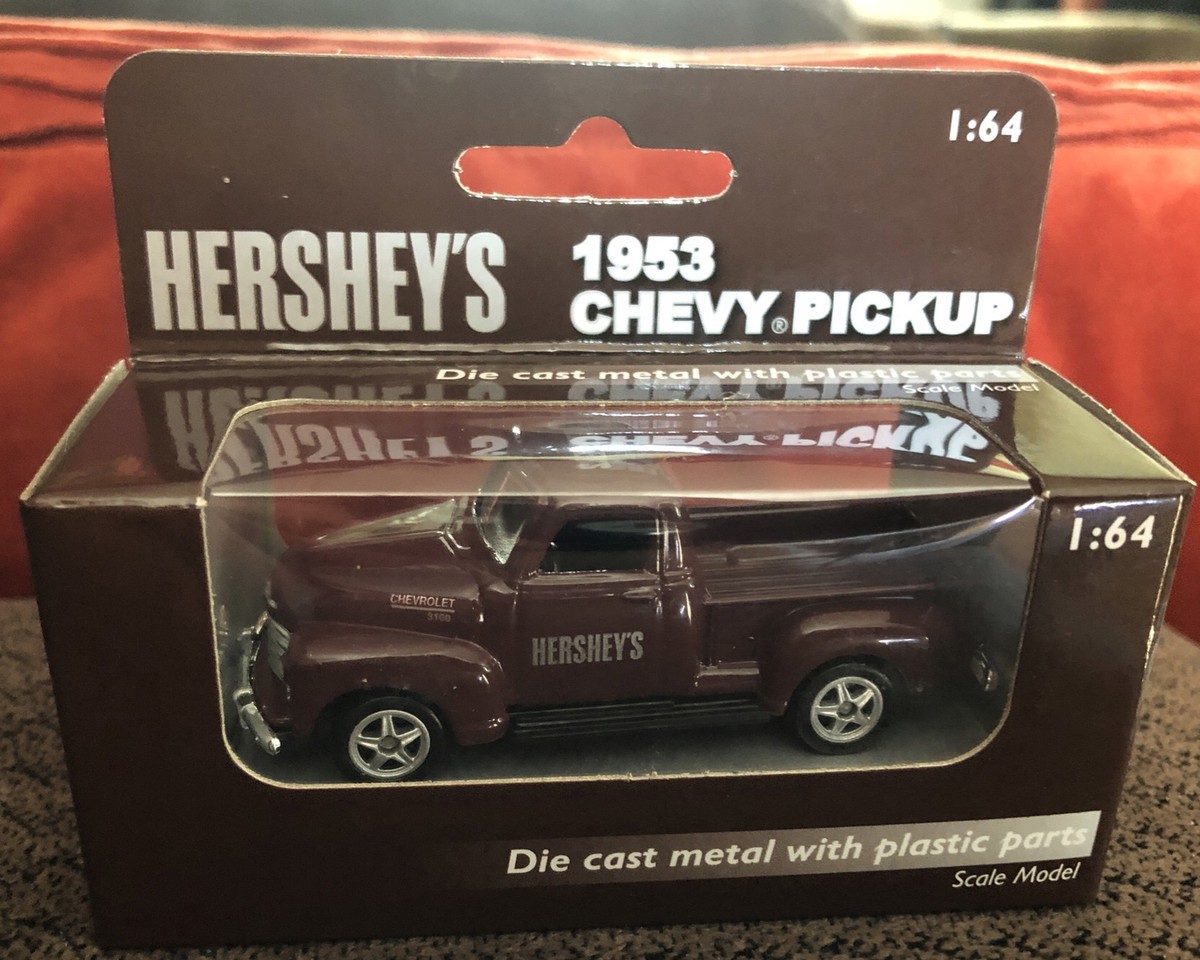 1:64
HERSHEY'S
1953
CHEVY® PICKUP
Die cast metal with plastic parts
Scale Model
1:64
CHEVROLET
3100
HERSHEY'S
Die cast metal with plastic parts
Scale Model